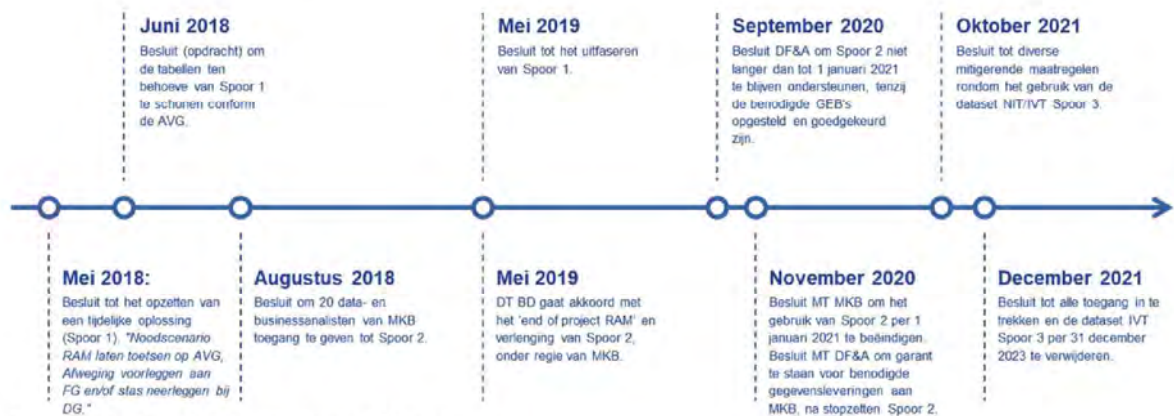 Juni 2018
Besluit (opdracht) om
de tabellen ten
behoeve van Spoor 1
te schonen conform
de AVG.
Mei 2019
Besluit tot het uitfaseren
van Spoor 1.
September 2020
Besluit DF&A om Spoor 2 niet
langer dan tot 1 januari 2021
te blijven ondersteunen, tenzij
de benodigde GEB's
opgesteld en goedgekeurd
zijn.
Oktober 2021
Besluit tot diverse
mitigerende maatregelen
rondom het gebruik van de
dataset NIT/IVT Spoor 3.
Mei 2018:
Besluit tot het opzetten van
een tijdelijke oplossing
(Spoor 1). "Noodscenario
RAM laten toetsen op AVG,
Afweging voorleggen aan
FG en/of stas neerleggen bij
DG."
Augustus 2018
Besluit om 20 data- en
businessanalisten van MKB
toegang te geven tot Spoor 2.
Mei 2019
DT BD gaat akkoord met
het 'end of project RAM' en
verlenging van Spoor 2,
onder regie van MKB.
November 2020
Besluit MT MKB om het
gebruik van Spoor 2 per 1
januari 2021 te beëindigen.
Besluit MT DF&A om garant
te staan voor benodigde
gegevensleveringen aan
MKB, na stopzetten Spoor 2.
December 2021
Besluit tot alle toegang in te
trekken en de dataset IVT
Spoor 3 per 31 december
2023 te verwijderen.